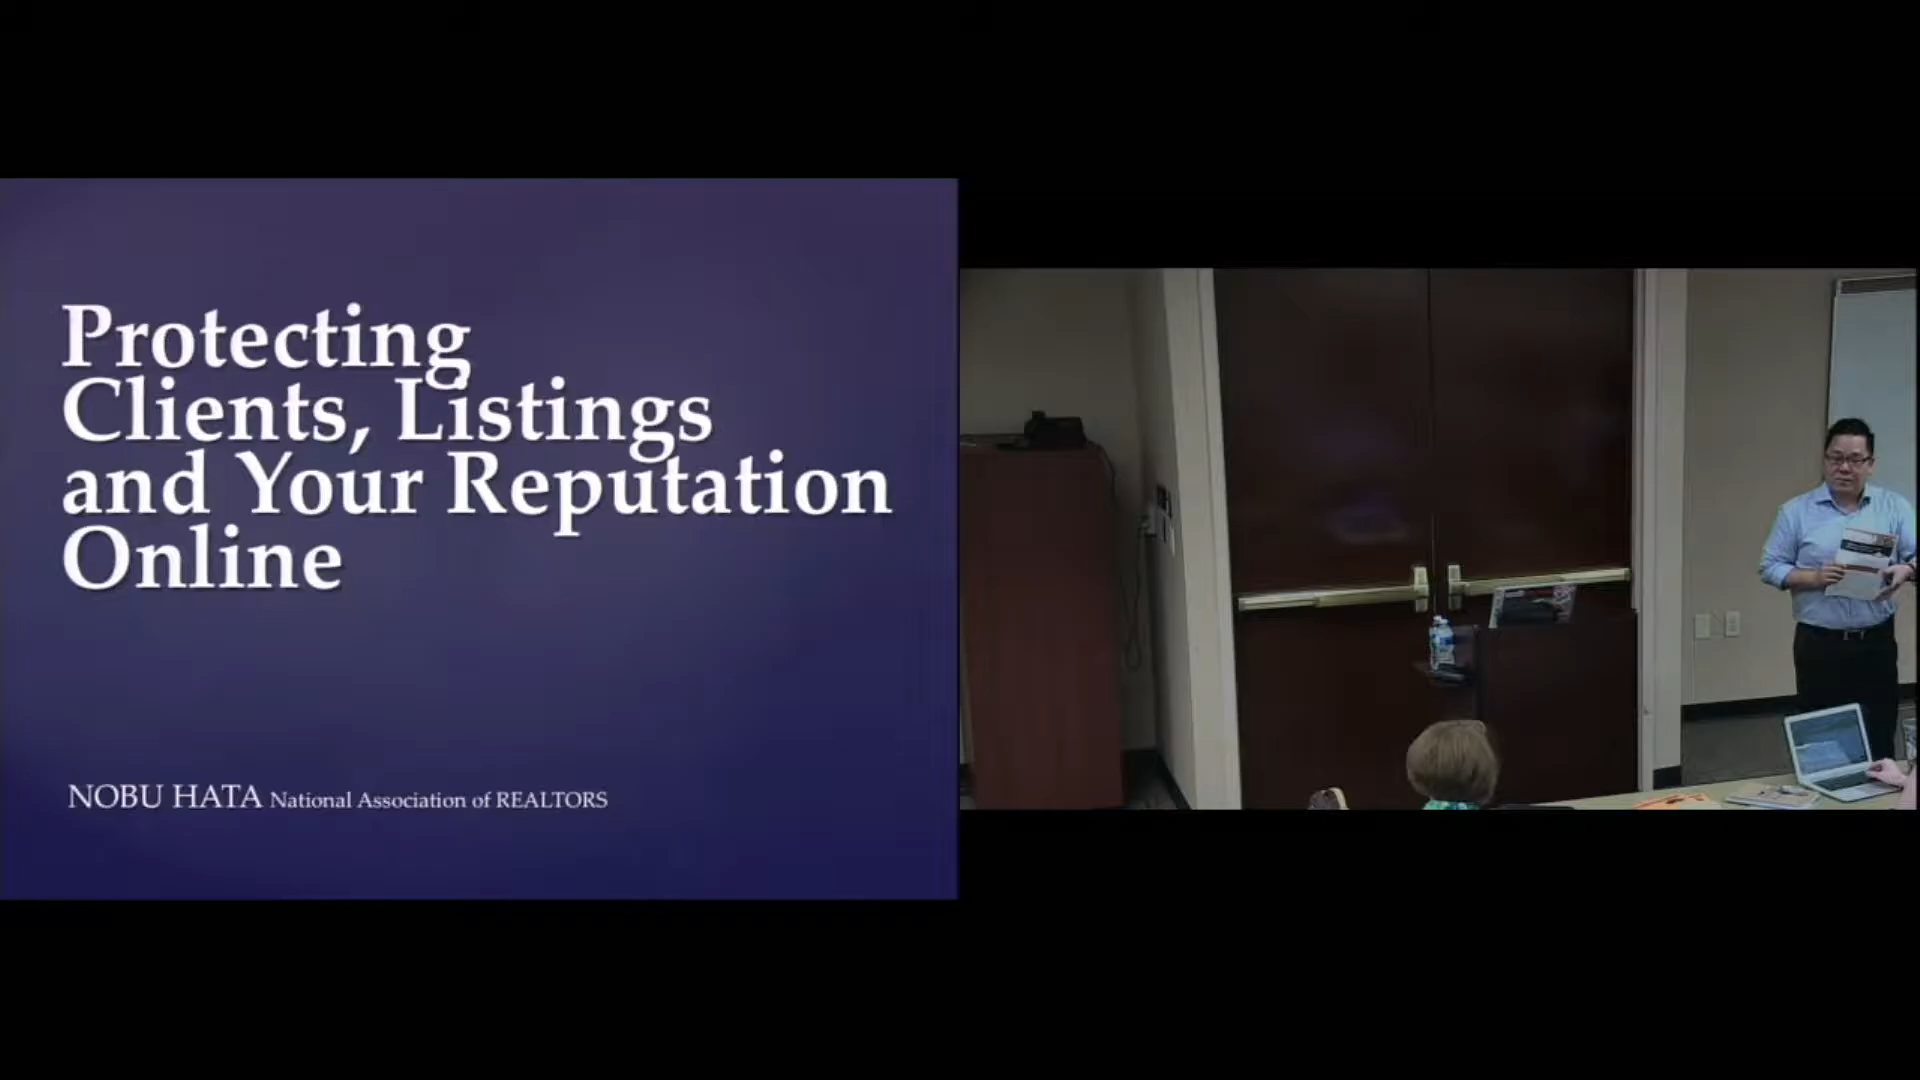 Protecting
Clients, Listings
and Your Reputation
Online
NOBU HATA National Association of REALTORS